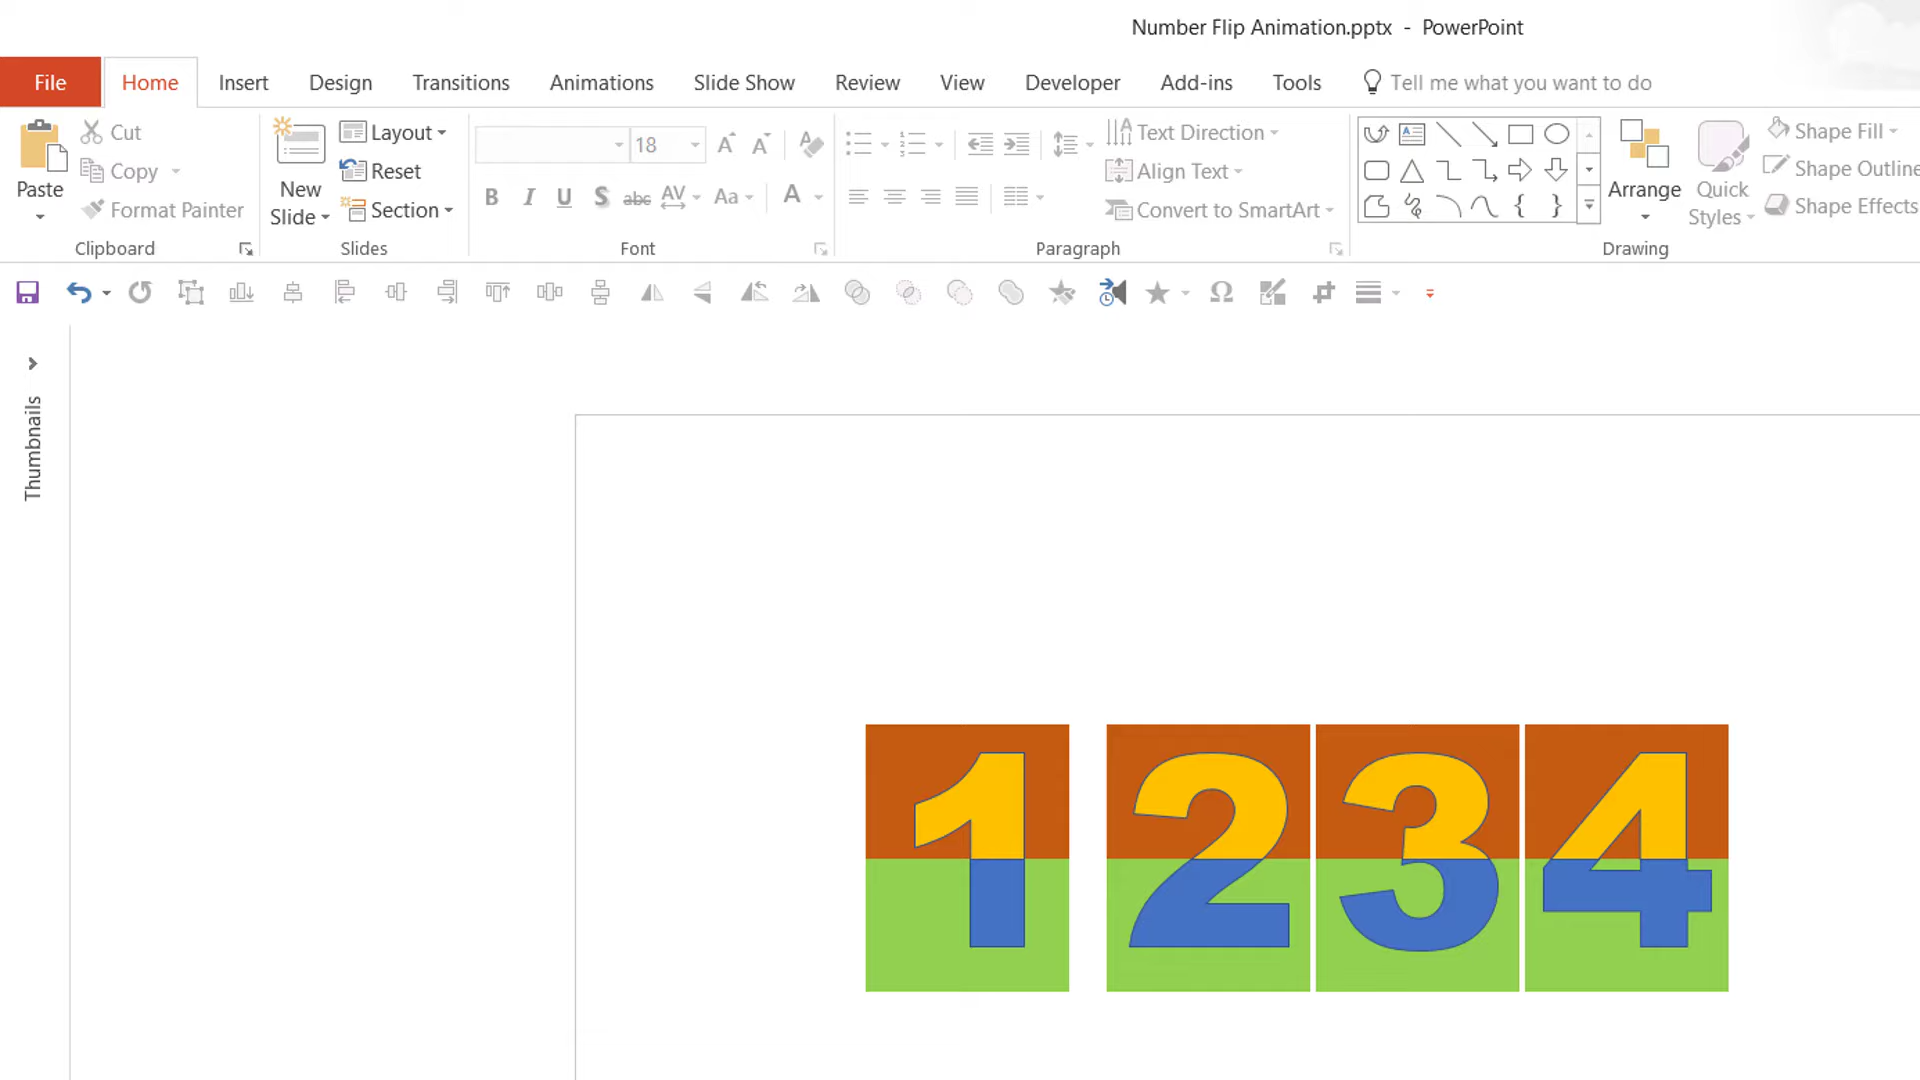 Number Flip Animation.pptx - PowerPoint
File Home Insert Design Transitions Animations Slide Show Review View Developer Add-ins Tools Tell me what you want to do
Paste
Cut
Copy
Format Painter
Clipboard
New Slide
Layout
Reset
Section
Slides
18
A A A
B I U S abc AV Aa A
Font
Text Direction
Align Text
Convert to SmartArt
Paragraph
Arrange
Quick Styles
Shape Fill
Shape Outline
Shape Effects
Drawing
Ω
Thumbnails
1 2 3 4